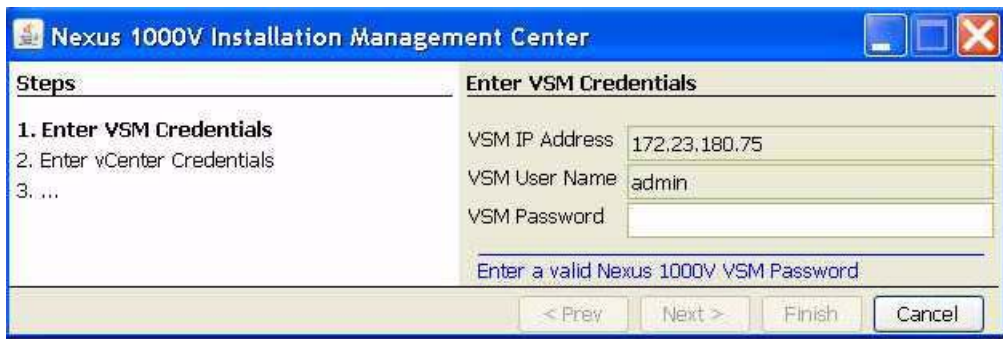 Nexus 1000V Installation Management Center
Steps
1. Enter VSM Credentials
2. Enter vCenter Credentials
3. ...
Enter VSM Credentials
VSM IP Address 172.23.180.75
VSM User Name admin
VSM Password
Enter a valid Nexus 1000V VSM Password
< Prev Next > Finish Cancel